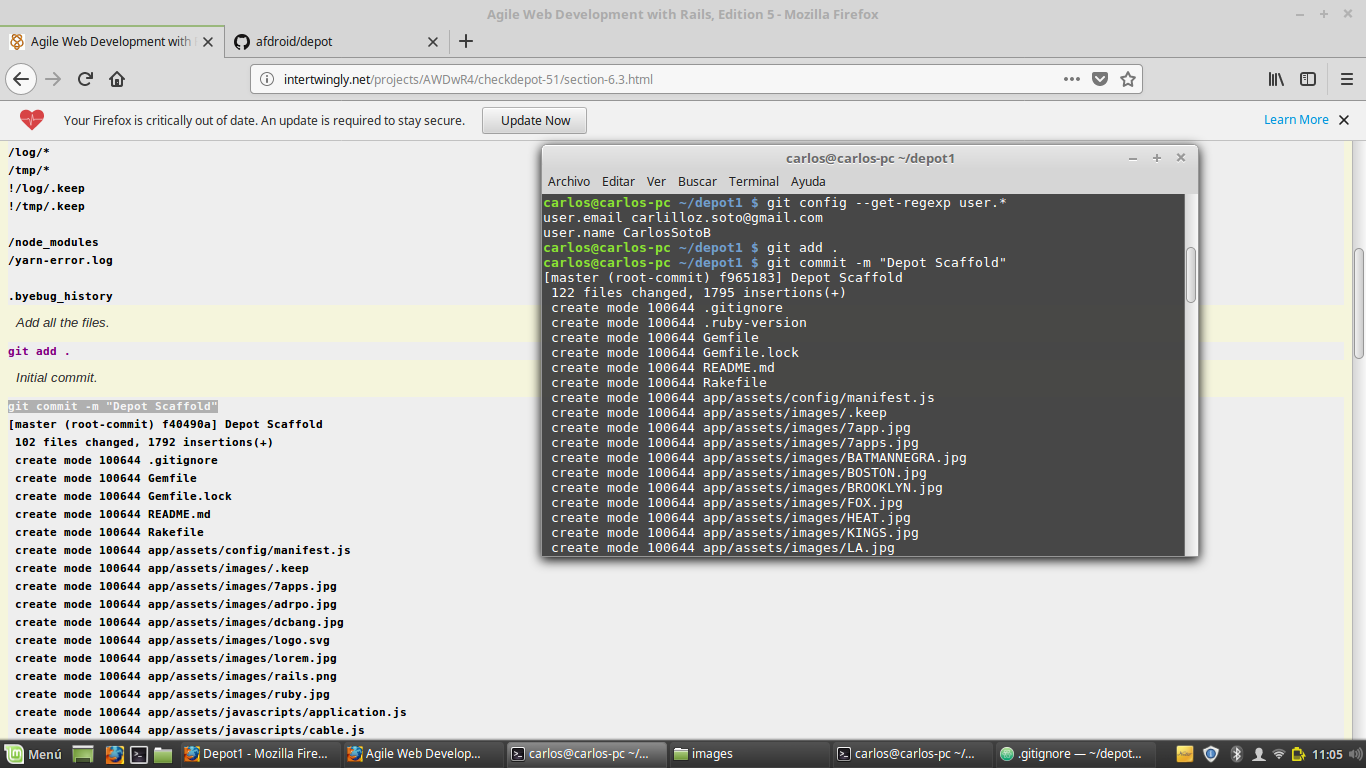 Agile Web Development with Rails, Edition 5 - Mozilla Firefox
Agile Web Development with
afdroid/depot
intertwingly.net/projects/AWDwR4/checkdepot-51/section-6.3.html
Your Firefox is critically out of date. An update is required to stay secure.
Update Now
Learn More
/log/*
/tmp/*
!/log/.keep
!/tmp/.keep
/node_modules
/yarn-error.log
.byebug_history
Add all the files.
git add .
Initial commit.
git commit -m "Depot Scaffold"
[master (root-commit) f40490a] Depot Scaffold
102 files changed, 1792 insertions(+)
create mode 100644 .gitignore
create mode 100644 Gemfile
create mode 100644 Gemfile.lock
create mode 100644 README.md
create mode 100644 Rakefile
create mode 100644 app/assets/config/manifest.js
create mode 100644 app/assets/images/.keep
create mode 100644 app/assets/images/7apps.jpg
create mode 100644 app/assets/images/adrpo.jpg
create mode 100644 app/assets/images/dcbang.jpg
create mode 100644 app/assets/images/logo.svg
create mode 100644 app/assets/images/lorem.jpg
create mode 100644 app/assets/images/rails.png
create mode 100644 app/assets/images/ruby.jpg
create mode 100644 app/assets/javascripts/application.js
create mode 100644 app/assets/javascripts/cable.js
carlos@carlos-pc ~/depot1
Archivo Editar Ver Buscar Terminal Ayuda
carlos@carlos-pc ~/depot1 $ git config --get-regexp user.*
user.email carlilloz.soto@gmail.com
user.name CarlosSotoB
carlos@carlos-pc ~/depot1 $ git add .
carlos@carlos-pc ~/depot1 $ git commit -m "Depot Scaffold"
[master (root-commit) f965183] Depot Scaffold
122 files changed, 1795 insertions(+)
create mode 100644 .gitignore
create mode 100644 .ruby-version
create mode 100644 Gemfile
create mode 100644 Gemfile.lock
create mode 100644 README.md
create mode 100644 Rakefile
create mode 100644 app/assets/config/manifest.js
create mode 100644 app/assets/images/.keep
create mode 100644 app/assets/images/7app.jpg
create mode 100644 app/assets/images/7apps.jpg
create mode 100644 app/assets/images/BATMANNEGRA.jpg
create mode 100644 app/assets/images/BOSTON.jpg
create mode 100644 app/assets/images/BROOKLYN.jpg
create mode 100644 app/assets/images/FOX.jpg
create mode 100644 app/assets/images/HEAT.jpg
create mode 100644 app/assets/images/KINGS.jpg
create mode 100644 app/assets/images/LA.jpg
Menú
Depot1 - Mozilla Fire...
Agile Web Develop...
carlos@carlos-pc ~/...
images
carlos@carlos-pc ~/...
.gitignore — ~/depot...
11:05